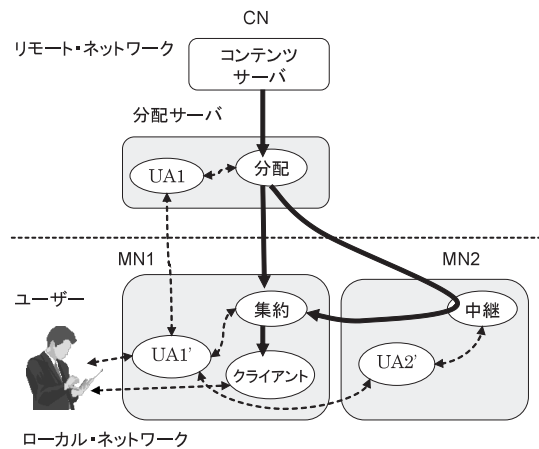 CN
リモート・ネットワーク
コンテンツ
サーバ
分配サーバ
UA1
分配
MN1
MN2
ユーザー
集約
中継
UA1'
UA2'
クライアント
ローカル・ネットワーク